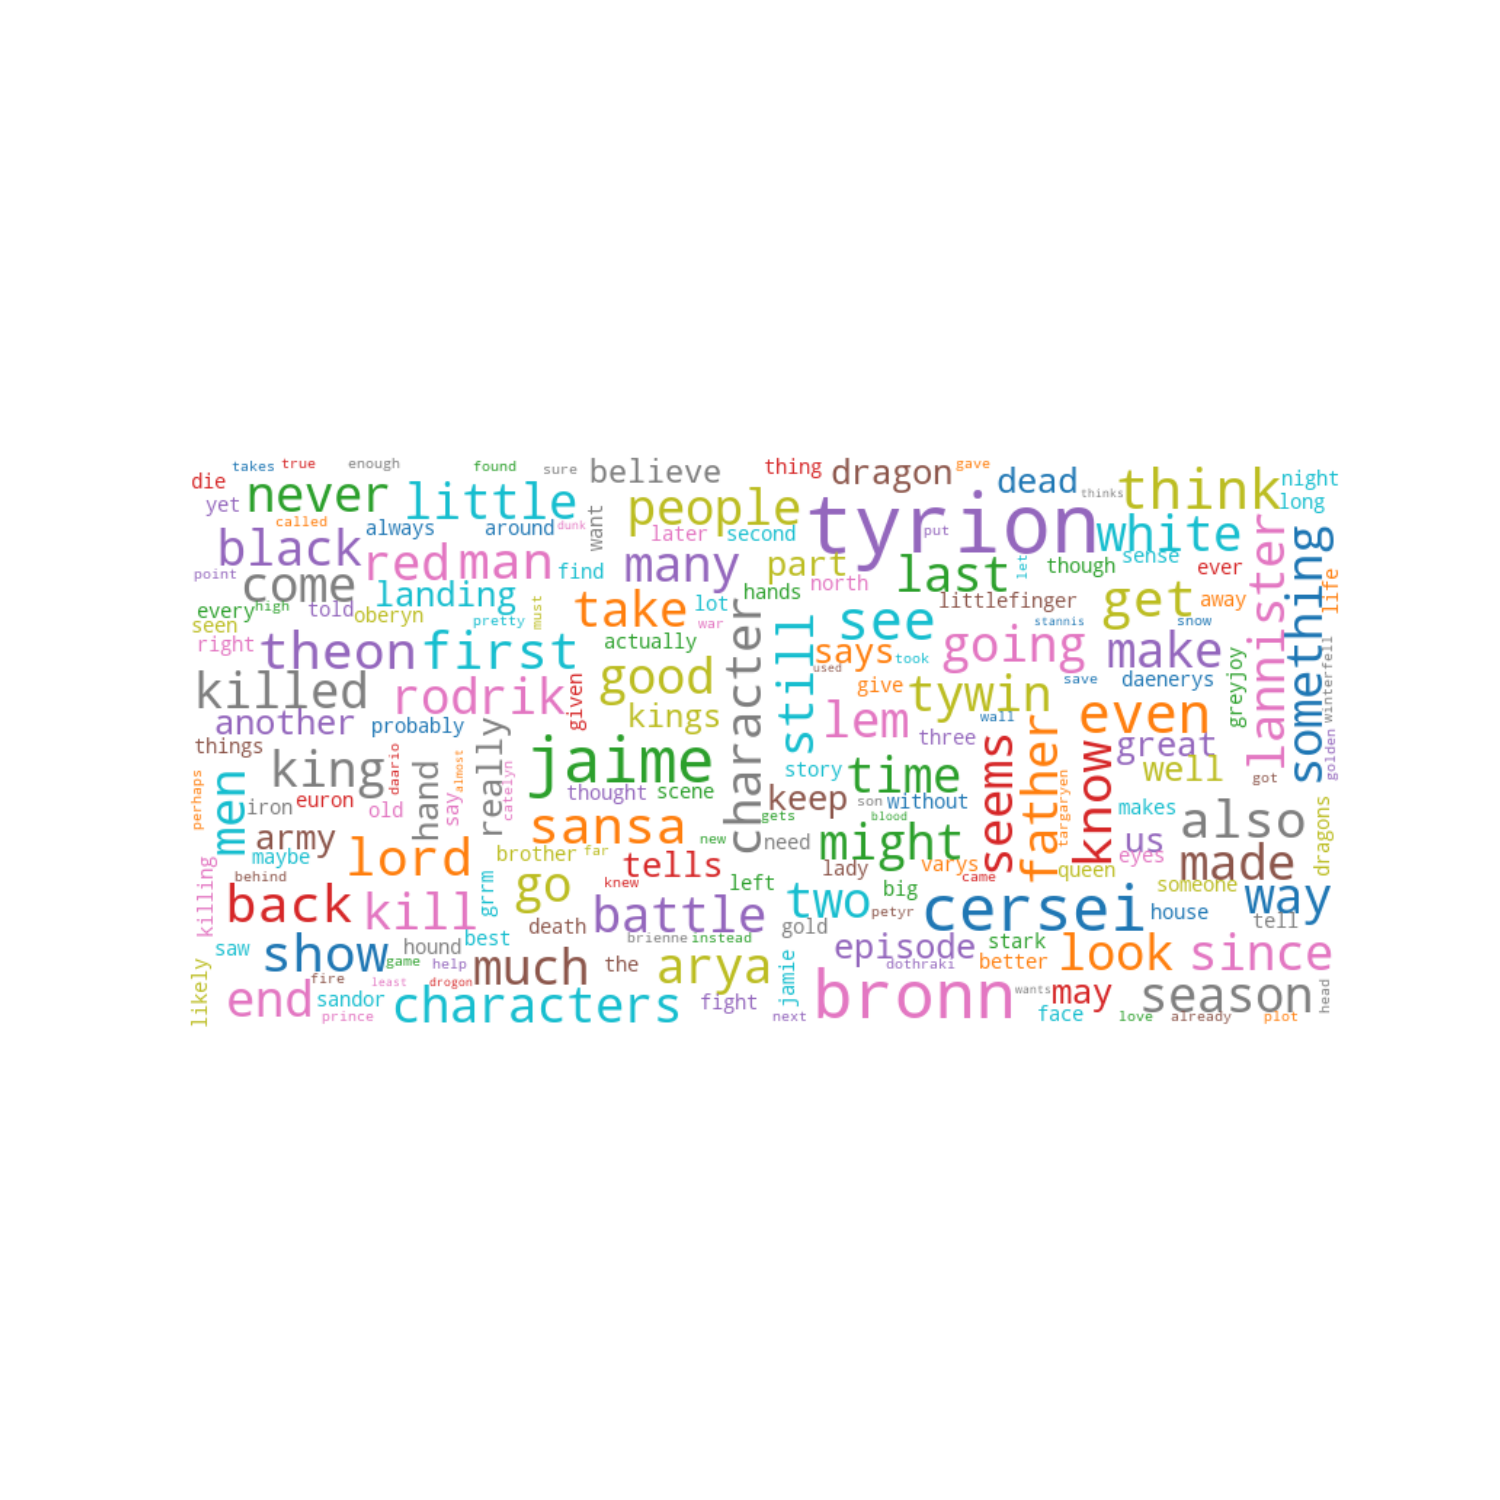 takes true enough found sure believe thing dragon gave dead thinks think night
die never little people tyrion long
yet called always around dunk want later second put white
black red man many part last let though sense ever something
point come landing find hands north littlefinger get away lannister life
every high told oberyn pretty must take lot war see stannis snow
seen right theon first actually character still says took going make daenerys greyjoy winterfell
killed rodrik given good used give tywin save
another probably kings lem wall even
things king daario almost really catelyn jaime three seems father know great golden
perhaps men iron euron old hand say thought scene story time targaryen well got
army keep son without makes also dragons
maybe lord sansa gets blood need might us
killing behind brother far new tells lady varys came queen eyes made
back kill grrm go knew left two big petyr cersei someone way
show hound best death battle gold house tell
saw game help brienne instead episode stark look since
likely fire least drogon much the arya jamie dothraki better
end sandor prince characters fight next bronn wants may season head
face love already plot